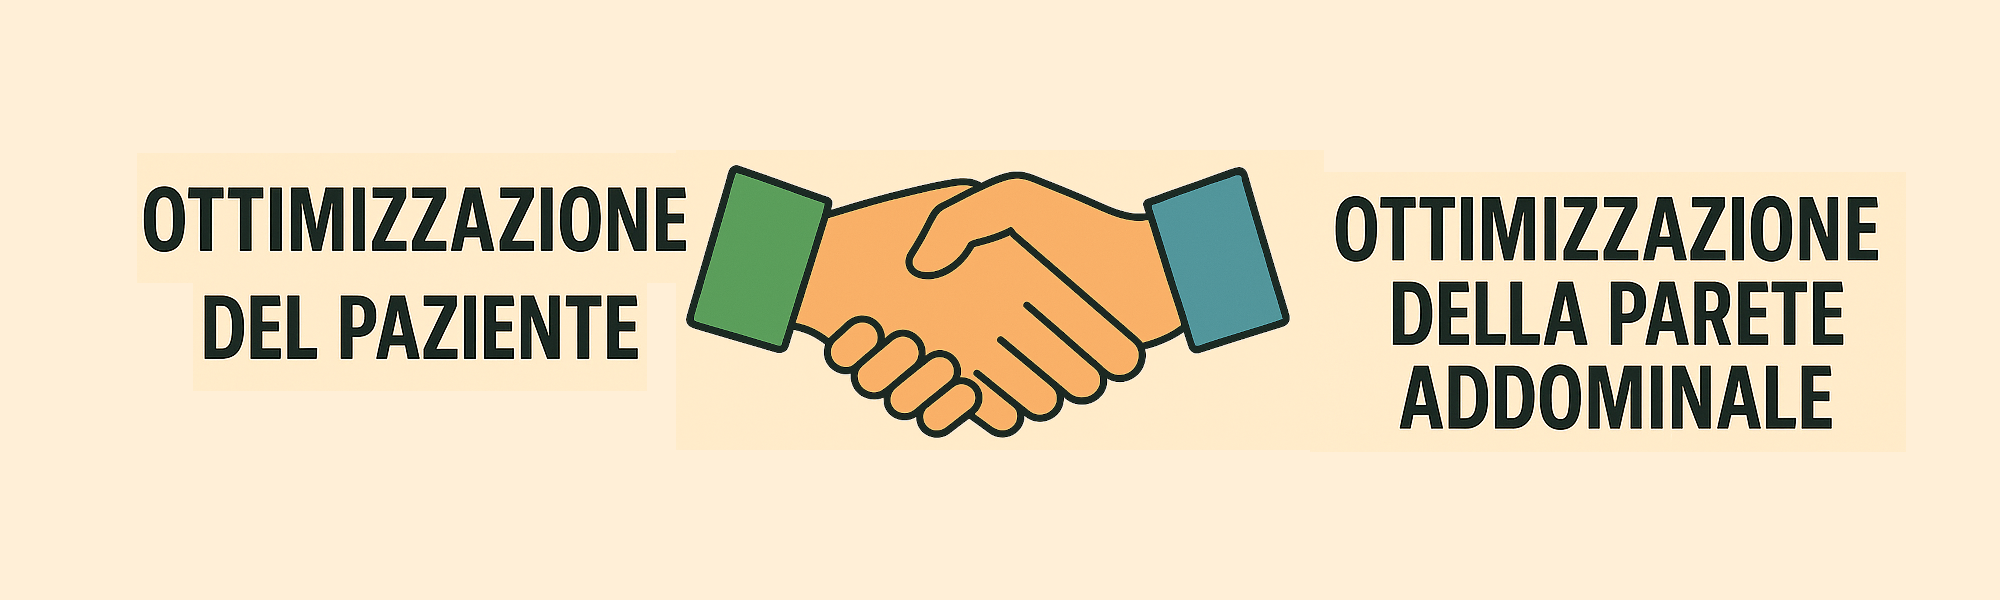 OTTIMIZZAZIONE
DEL PAZIENTE
OTTIMIZZAZIONE
DELLA PARETE
ADDOMINALE